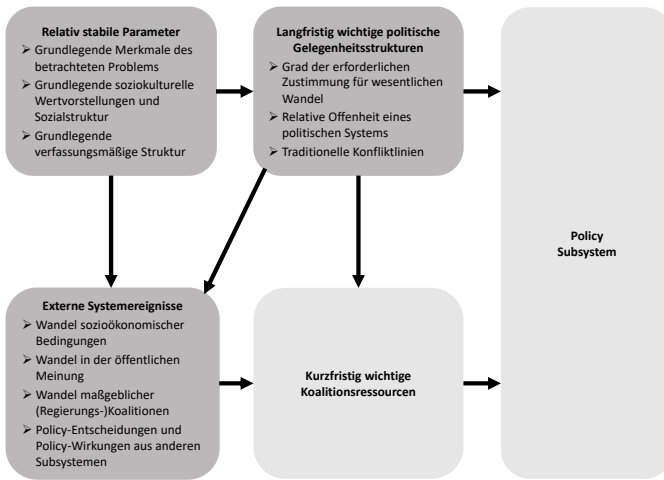 Relativ stabile Parameter
➢ Grundlegende Merkmale des
betrachteten Problems
➢ Grundlegende soziokulturelle
Wertvorstellungen und
Sozialstruktur
➢ Grundlegende
verfassungsmäßige Struktur
Langfristig wichtige politische
Gelegenheitsstrukturen
➢ Grad der erforderlichen
Zustimmung für wesentlichen
Wandel
➢ Relative Offenheit eines
politischen Systems
➢ Traditionelle Konfliktlinien
Policy
Subsystem
Externe Systemereignisse
➢ Wandel sozioökonomischer
Bedingungen
➢ Wandel in der öffentlichen
Meinung
➢ Wandel maßgeblicher
(Regierungs-)Koalitionen
➢ Policy-Entscheidungen und
Policy-Wirkungen aus anderen
Subsystemen
Kurzfristig wichtige
Koalitionsressourcen